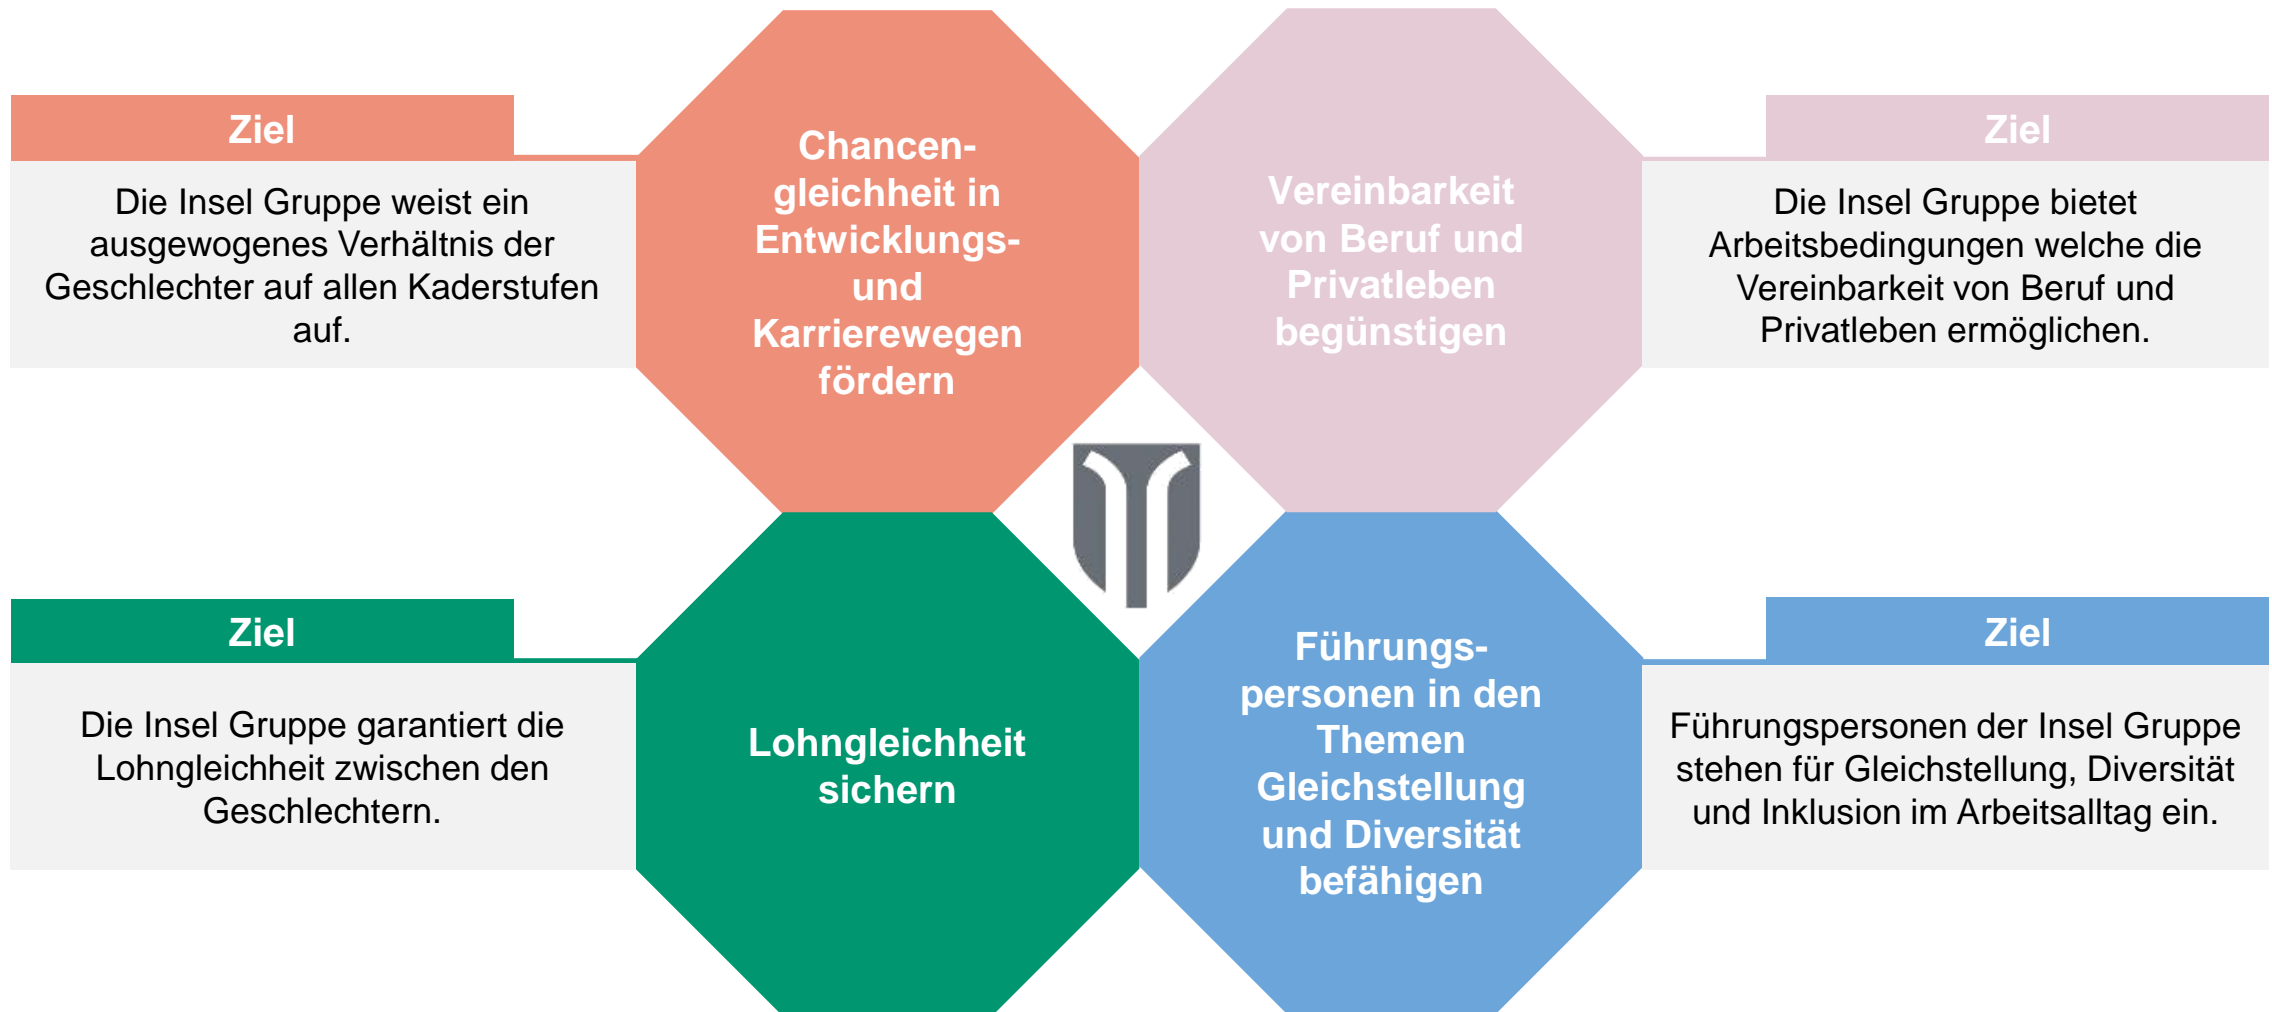 Ziel
Die Insel Gruppe weist ein
ausgewogenes Verhältnis der
Geschlechter auf allen Kaderstufen
auf.
Chancen-
gleichheit in
Entwicklungs-
und
Karrierewegen
fördern
Vereinbarkeit
von Beruf und
Privatleben
begünstigen
Ziel
Die Insel Gruppe bietet
Arbeitsbedingungen welche die
Vereinbarkeit von Beruf und
Privatleben ermöglichen.
Ziel
Die Insel Gruppe garantiert die
Lohngleichheit zwischen den
Geschlechtern.
Lohngleichheit
sichern
Führungs-
personen in den
Themen
Gleichstellung
und Diversität
befähigen
Ziel
Führungspersonen der Insel Gruppe
stehen für Gleichstellung, Diversität
und Inklusion im Arbeitsalltag ein.